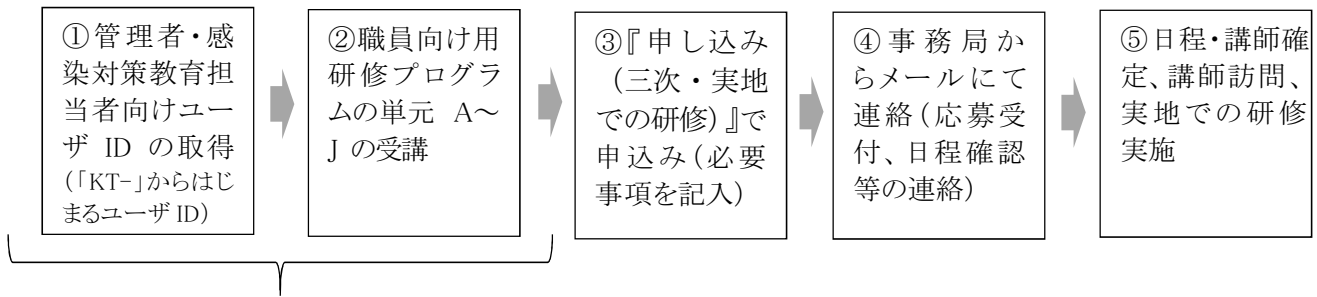 ①管理者・感
染対策教育担
当者向けユー
ザ ID の取得
(「KT-」からはじ
まるユーザ ID)
②職員向け用
研修プログラ
ムの単元 A～
J の受講
③『申し込み
(三次・実地
での研修)』で
申込み(必要
事項を記入)
④事務局か
らメールにて
連絡(応募受
付、日程確認
等の連絡)
⑤日程・講師確
定、講師訪問、
実地での研修
実施